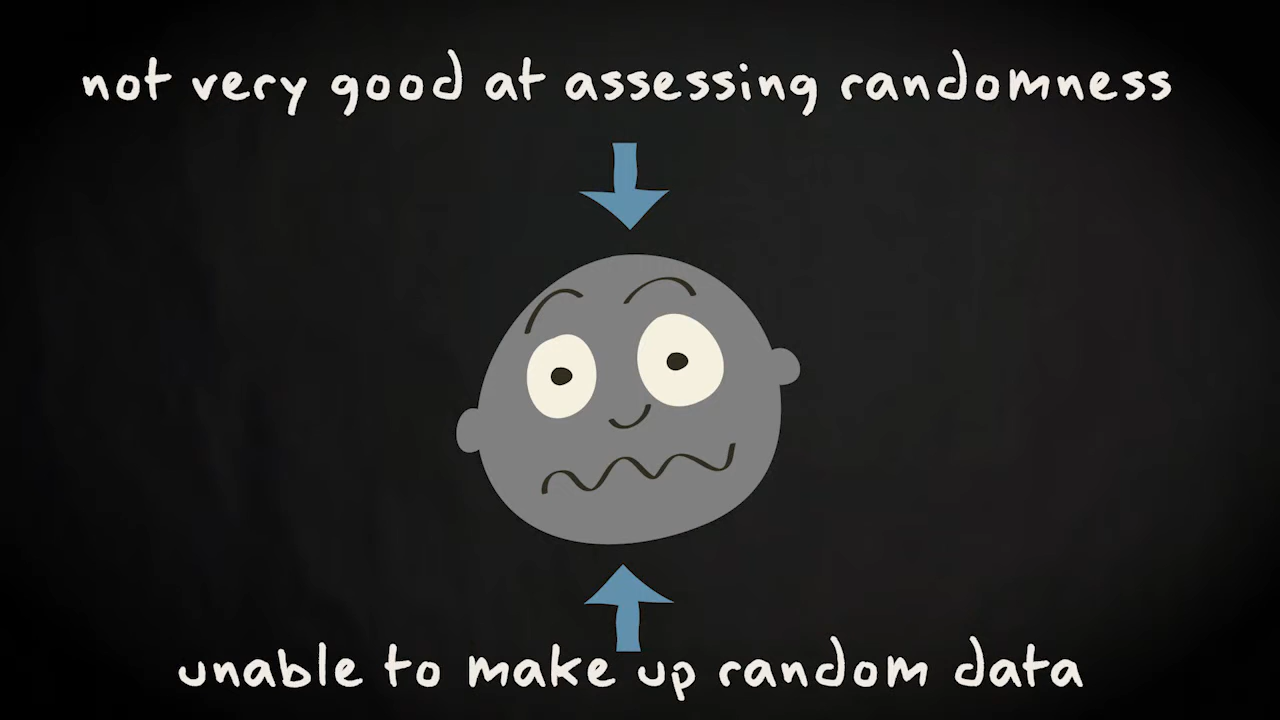 not very good at assessing randomness
unable to make up random data